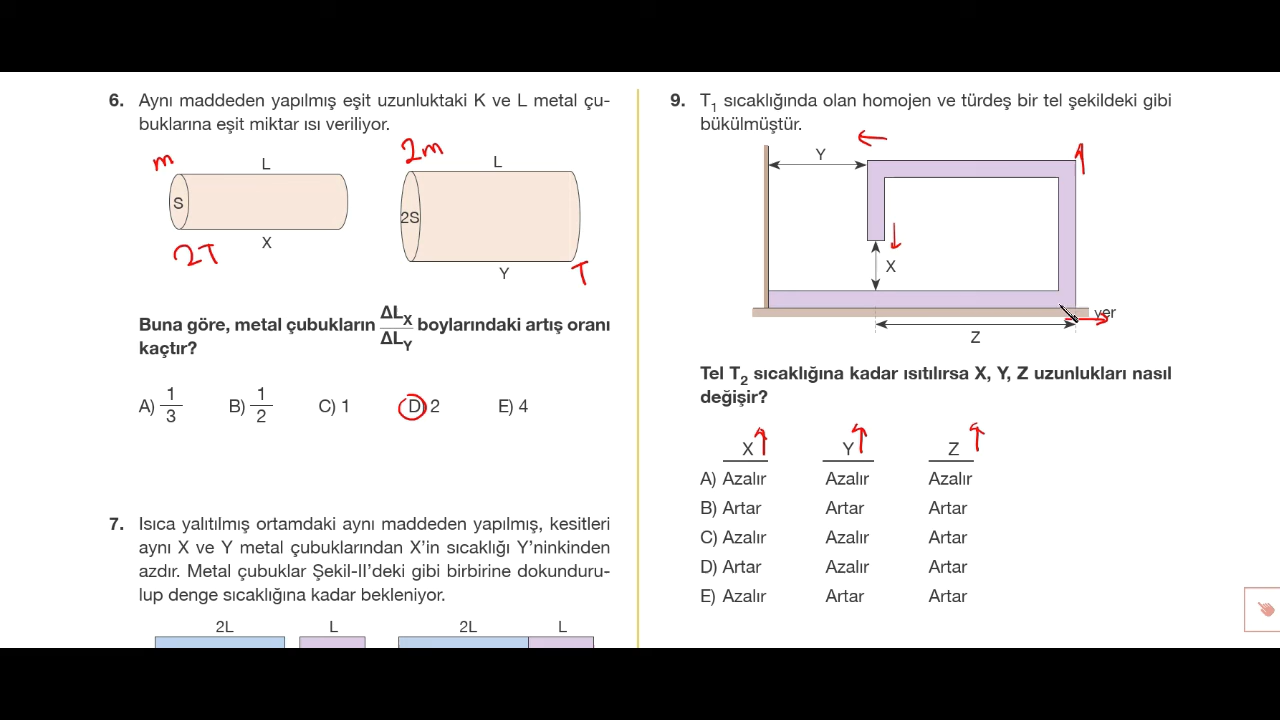 6. Aynı maddeden yapılmış eşit uzunluktaki K ve L metal çu-
buklarına eşit miktar ısı veriliyor.
m
2m
L
L
S
2S
2T
X
Y
T
Buna göre, metal çubukların ΔL_X/ΔL_Y boylarındaki artış oranı
kaçtır?
A) 1/3 B) 1/2 C) 1 D) 2 E) 4
7. Isıca yalıtılmış ortamdaki aynı maddeden yapılmış, kesitleri
aynı X ve Y metal çubuklarından X’in sıcaklığı Y’ninkinden
azdır. Metal çubuklar Şekil-II’deki gibi birbirine dokunduru-
lup denge sıcaklığına kadar bekleniyor.
2L L 2L L
9. T₁ sıcaklığında olan homojen ve türdeş bir tel şekildeki gibi
bükülmüştür.
Y
X
yer
Z
Tel T₂ sıcaklığına kadar ısıtılırsa X, Y, Z uzunlukları nasıl
değişir?
X Y Z
A) Azalır Azalır Azalır
B) Artar Artar Artar
C) Azalır Azalır Artar
D) Artar Azalır Artar
E) Azalır Artar Artar